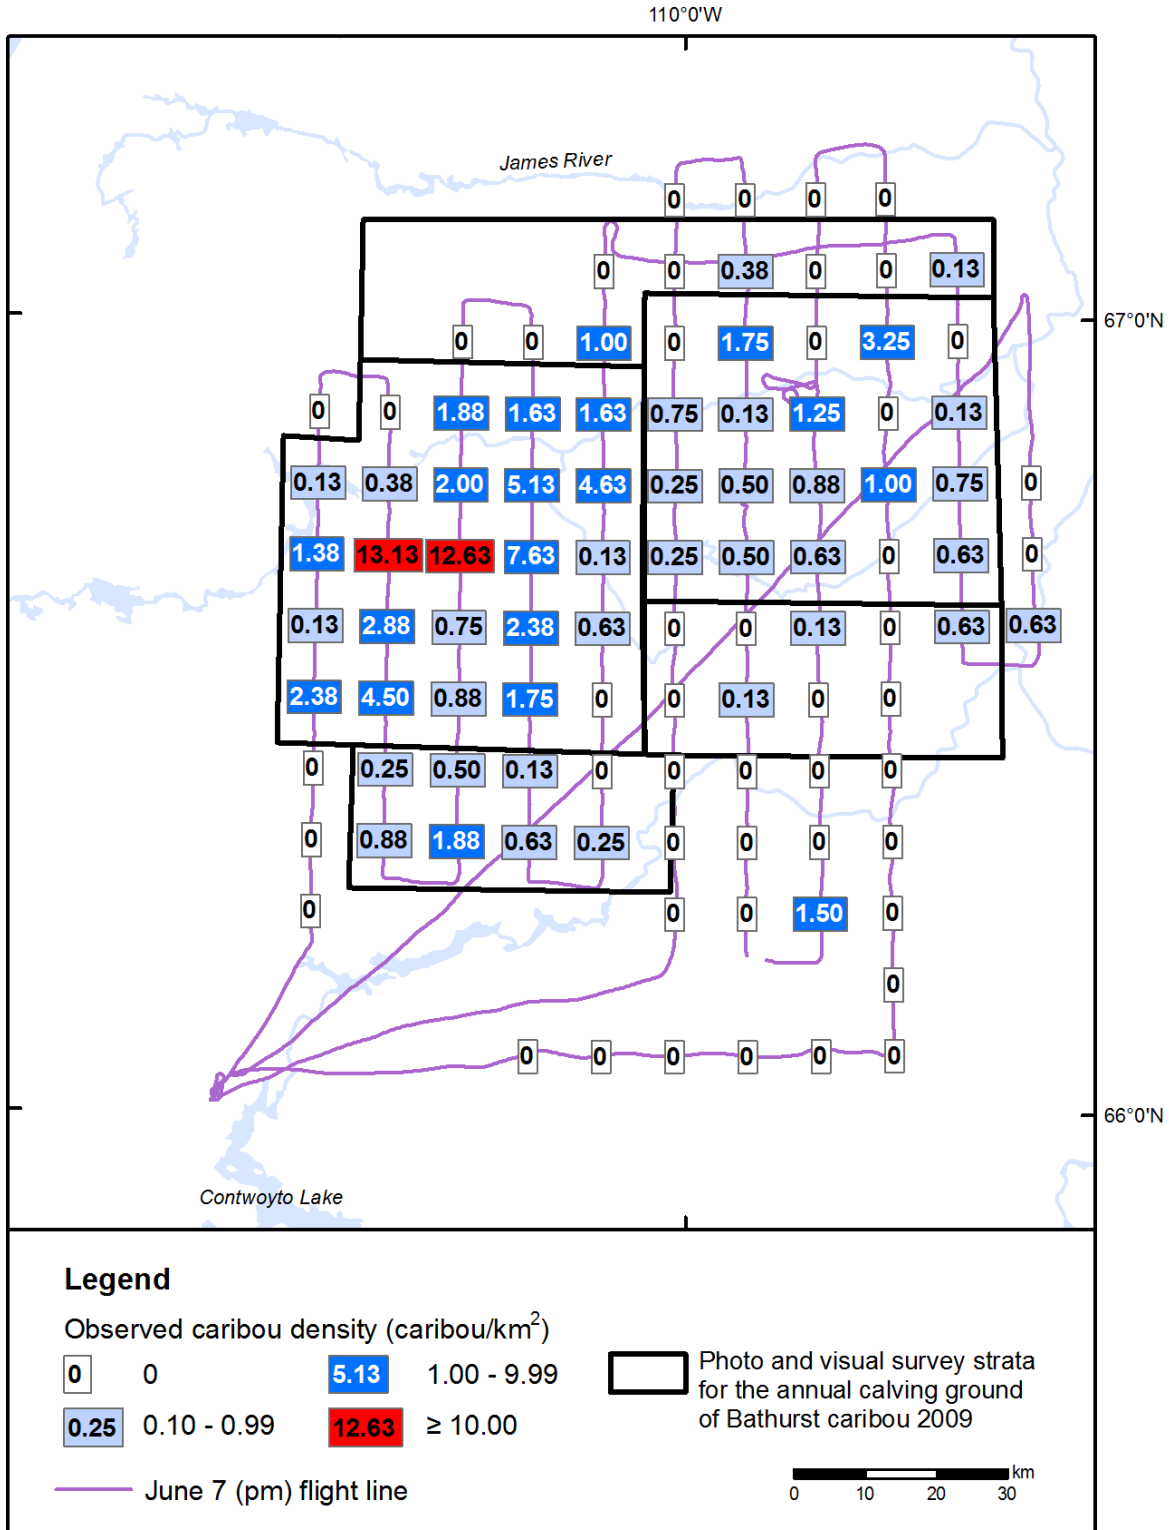 110°0'W
James River
0 0 0 0
0 0 0.38 0 0 0.13
67°0'N
0 0 1.00 0 1.75 0 3.25 0
0 0 1.88 1.63 1.63 0.75 0.13 1.25 0 0.13
0.13 0.38 2.00 5.13 4.63 0.25 0.50 0.88 1.00 0.75 0
1.38 13.13 12.63 7.63 0.13 0.25 0.50 0.63 0 0.63 0
0.13 2.88 0.75 2.38 0.63 0 0 0.13 0 0.63 0.63
2.38 4.50 0.88 1.75 0 0 0.13 0 0
0 0.25 0.50 0.13 0 0 0 0 0
0 0.88 1.88 0.63 0.25 0 0 0 0
0 0 0 1.50 0
0
0 0 0 0 0 0
66°0'N
Contwoyto Lake
Legend
Observed caribou density (caribou/km²)
0 0
5.13 1.00 - 9.99
0.25 0.10 - 0.99
12.63 ≥ 10.00
June 7 (pm) flight line
Photo and visual survey strata
for the annual calving ground
of Bathurst caribou 2009
km
0 10 20 30